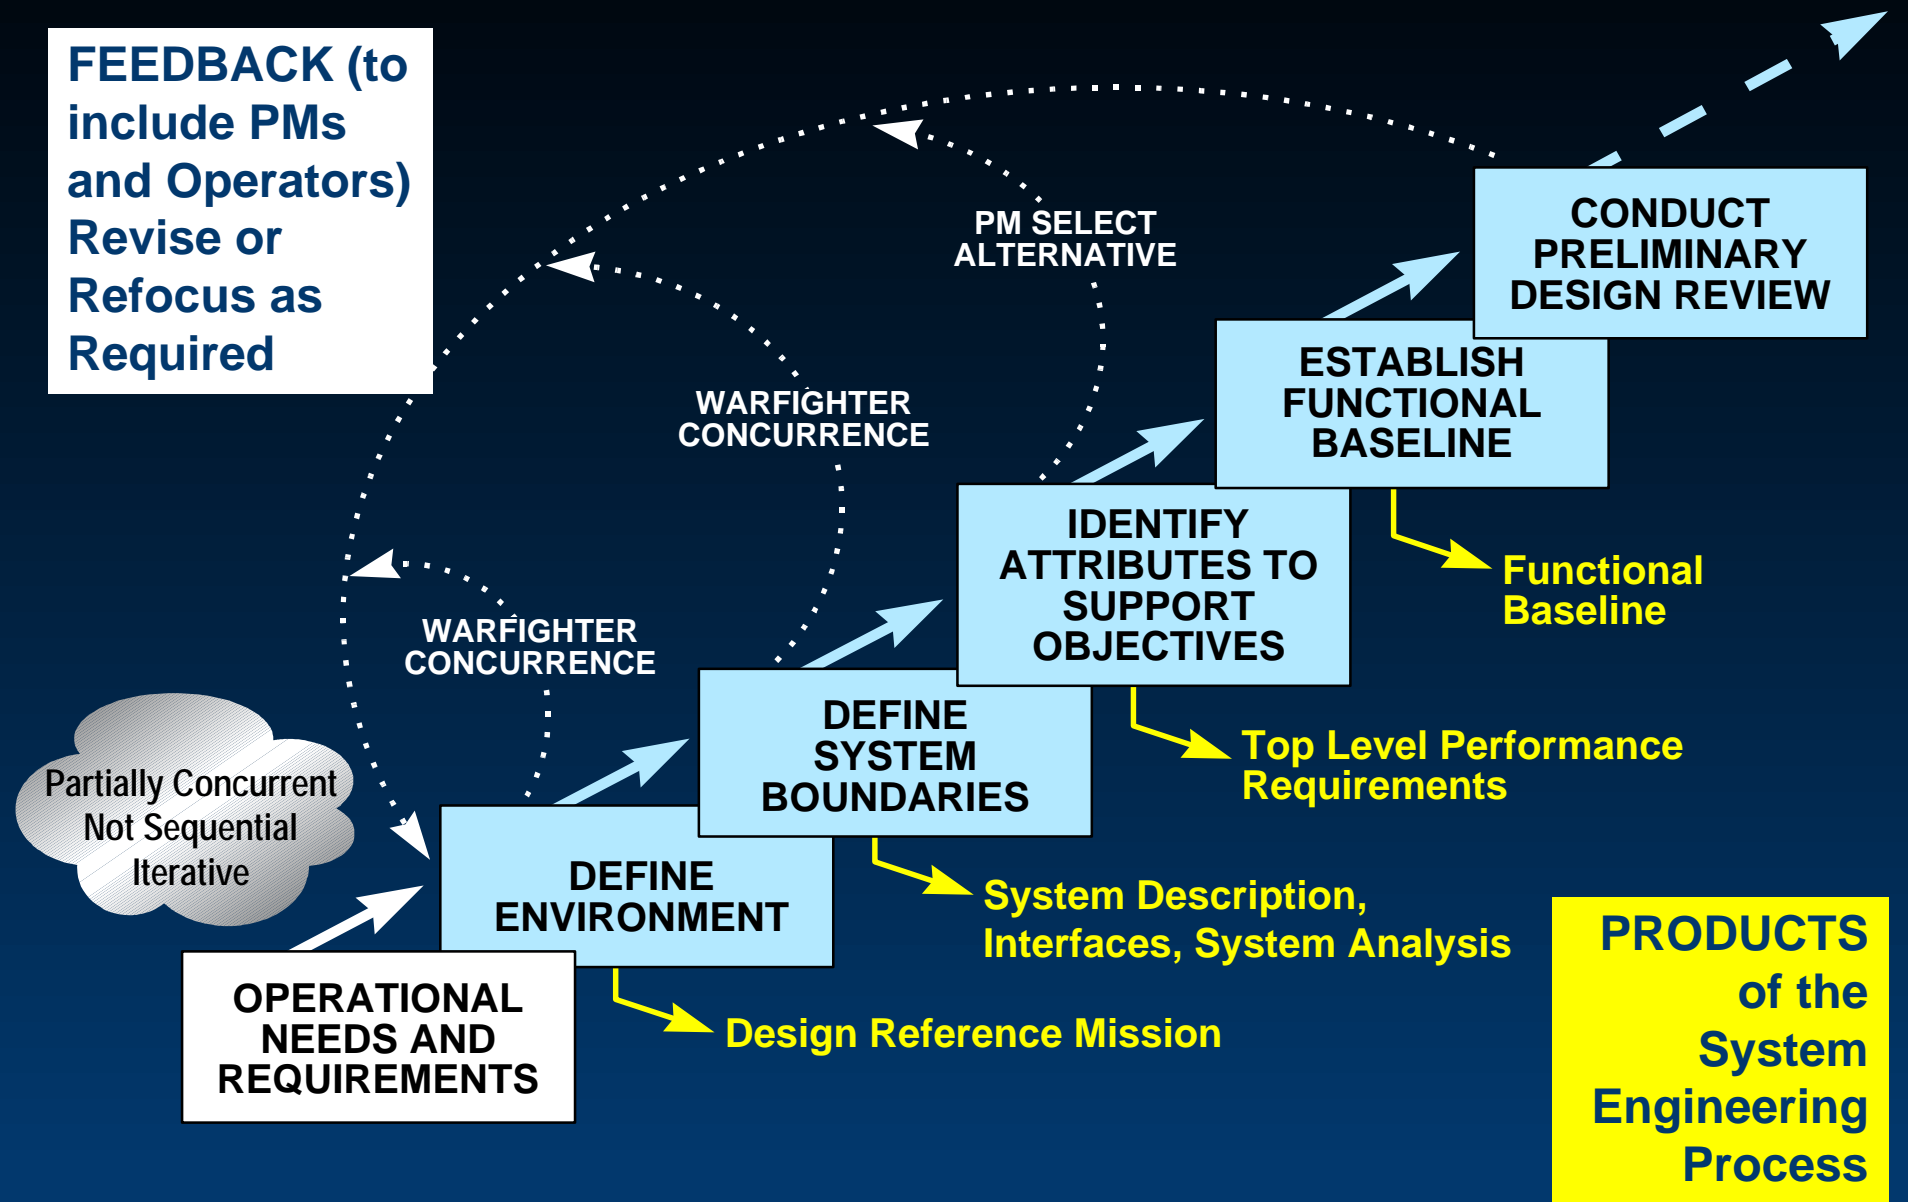 FEEDBACK (to
include PMs
and Operators)
Revise or
Refocus as
Required
PM SELECT
ALTERNATIVE
CONDUCT
PRELIMINARY
DESIGN REVIEW
ESTABLISH
FUNCTIONAL
BASELINE
WARFIGHTER
CONCURRENCE
IDENTIFY
ATTRIBUTES TO
SUPPORT
OBJECTIVES
Functional
Baseline
WARFIGHTER
CONCURRENCE
DEFINE
SYSTEM
BOUNDARIES
Top Level Performance
Requirements
Partially Concurrent
Not Sequential
Iterative
DEFINE
ENVIRONMENT
System Description,
Interfaces, System Analysis
OPERATIONAL
NEEDS AND
REQUIREMENTS
Design Reference Mission
PRODUCTS
of the
System
Engineering
Process